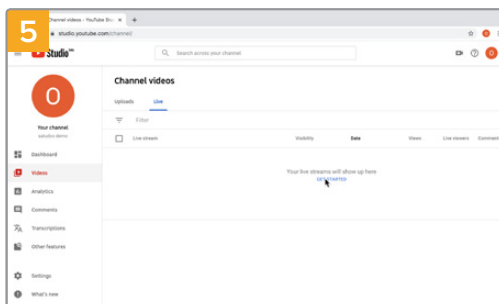 5
Channel videos - YouTube Stu
studio.youtube.com/channel/
Studio
Search across your channel
O
O
Your channel
Channel videos
Uploads Live
Filter
Live stream Visibility Date Views Live viewers Comment
Your live streams will show up here
GET STARTED
Dashboard
Videos
Analytics
Comments
Transcriptions
Other features
Settings
What's new